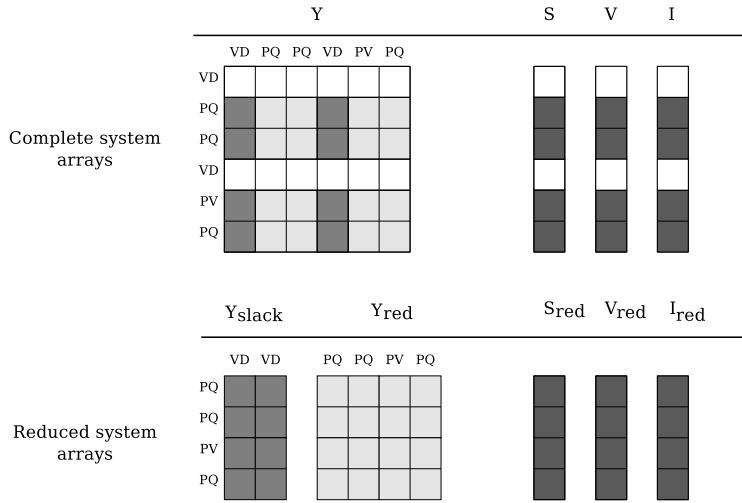 Y S V I
VD PQ PQ VD PV PQ
VD
PQ
PQ
VD
PV
PQ
Complete system
arrays
Yslack Yred Sred Vred Ired
VD VD PQ PQ PV PQ
PQ
PQ
PV
PQ
Reduced system
arrays